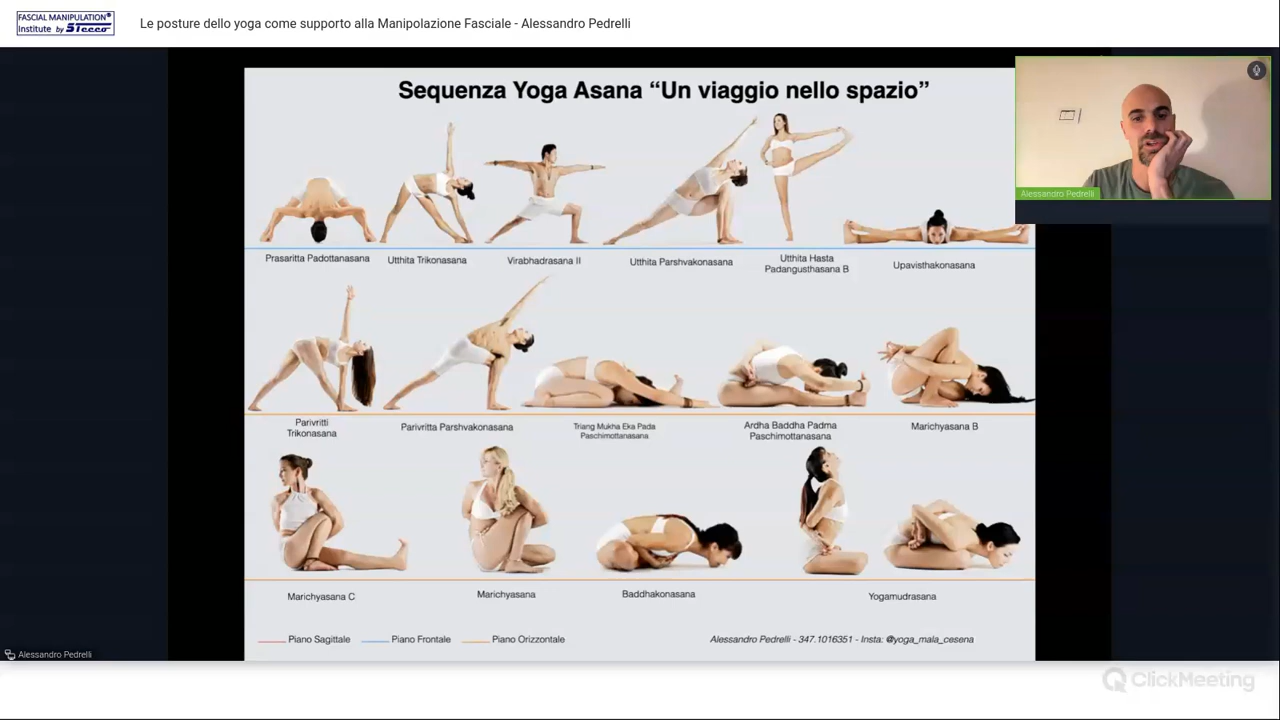 FASCIAL MANIPULATION®
Institute by STECCO
Le posture dello yoga come supporto alla Manipolazione Fasciale - Alessandro Pedrelli
Sequenza Yoga Asana “Un viaggio nello spazio”
Alessandro Pedrelli
Prasaritta Padottanasana
Utthita Trikonasana
Virabhadrasana II
Utthita Parshvakonasana
Utthita Hasta
Padangusthasana B
Upavisthakonasana
Parivritti
Trikonasana
Parivritta Parshvakonasana
Triang Mukha Eka Pada
Paschimottanasana
Ardha Baddha Padma
Paschimottanasana
Marichyasana B
Marichyasana C
Marichyasana
Baddhakonasana
Yogamudrasana
Piano Sagittale
Piano Frontale
Piano Orizzontale
Alessandro Pedrelli - 347.1016351 - Insta: @yoga_mala_cesena
Alessandro Pedrelli
ClickMeeting